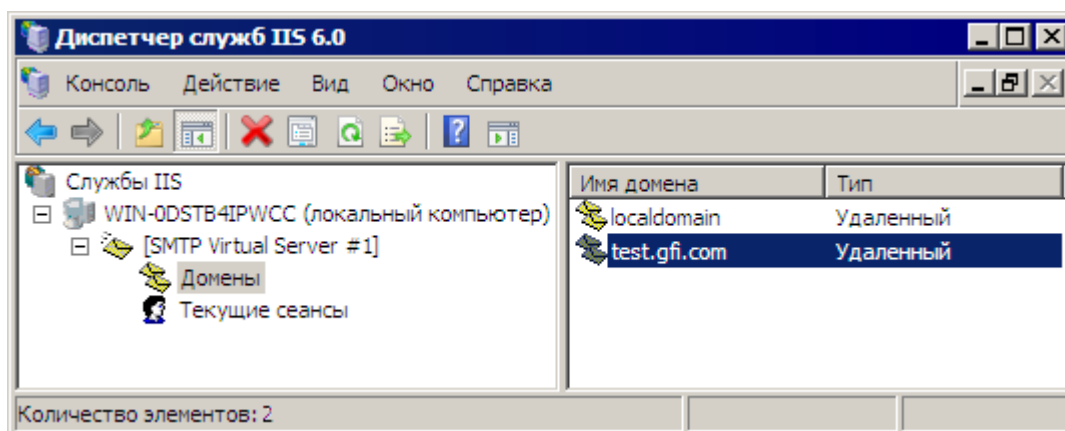 Диспетчер служб IIS 6.0
Консоль Действие Вид Окно Справка
Службы IIS
WIN-0DSTB4IPWCC (локальный компьютер)
[SMTP Virtual Server #1]
Домены
Текущие сеансы
Имя домена Тип
localdomain Удаленный
test.gfi.com Удаленный
Количество элементов: 2